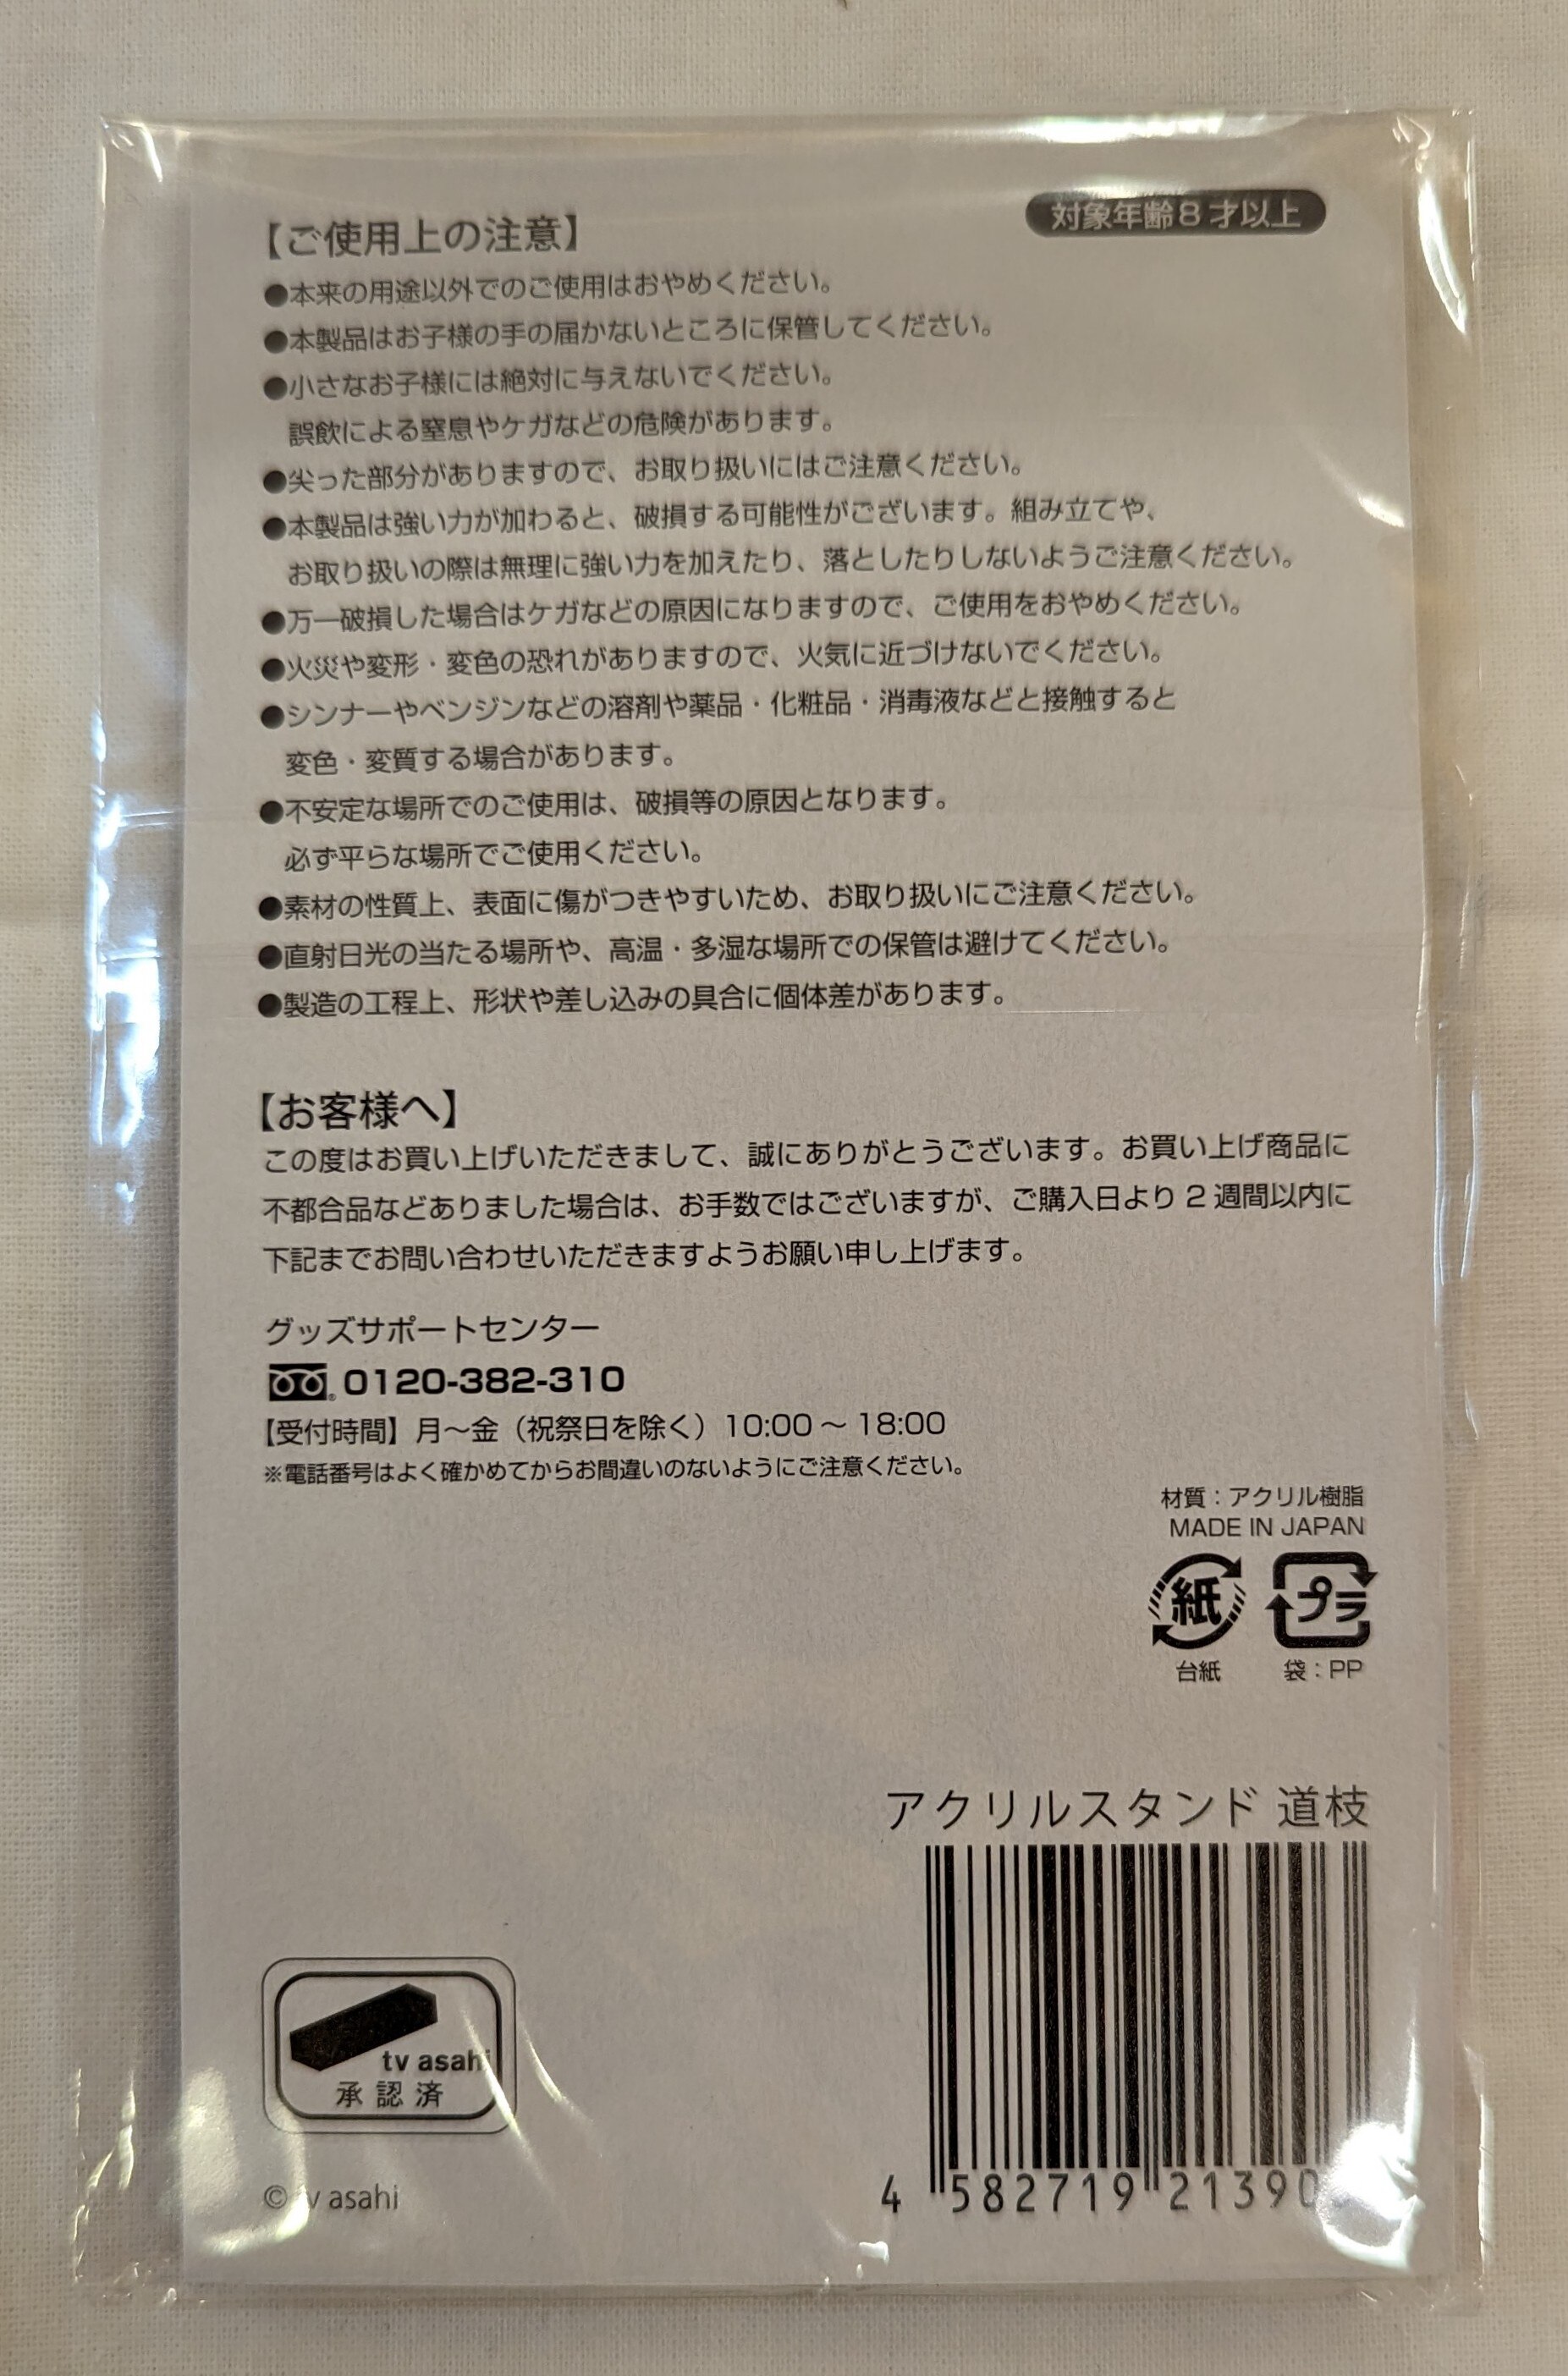 対象年齢8才以上
【ご使用上の注意】
●本来の用途以外でのご使用はおやめください。
●本製品はお子様の手の届かないところに保管してください。
●小さなお子様には絶対に与えないでください。
誤飲による窒息やケガなどの危険があります。
●尖った部分がありますので、お取り扱いにはご注意ください。
●本製品は強い力が加わると、破損する可能性がございます。組み立てや、
お取り扱いの際は無理に強い力を加えたり、落としたりしないようご注意ください。
●万一破損した場合はケガなどの原因になりますので、ご使用をおやめください。
●火災や変形・変色の恐れがありますので、火気に近づけないでください。
●シンナーやベンジンなどの溶剤や薬品・化粧品・消毒液などと接触すると
変色・変質する場合があります。
●不安定な場所でのご使用は、破損等の原因となります。
必ず平らな場所でご使用ください。
●素材の性質上、表面に傷がつきやすいため、お取り扱いにご注意ください。
●直射日光の当たる場所や、高温・多湿な場所での保管は避けてください。
●製造の工程上、形状や差し込みの具合に個体差があります。
【お客様へ】
この度はお買い上げいただきまして、誠にありがとうございます。お買い上げ商品に
不都合品などありました場合は、お手数ではございますが、ご購入日より 2 週間以内に
下記までお問い合わせいただきますようお願い申し上げます。
グッズサポートセンター
0120-382-310
【受付時間】月～金（祝祭日を除く）10:00 ～ 18:00
※電話番号はよく確かめてからお間違いのないようにご注意ください。
材質：アクリル樹脂
MADE IN JAPAN
紙 プラ
台紙 袋：PP
アクリルスタンド 道枝
tv asahi
承認済
4 582719 21390
© tv asahi